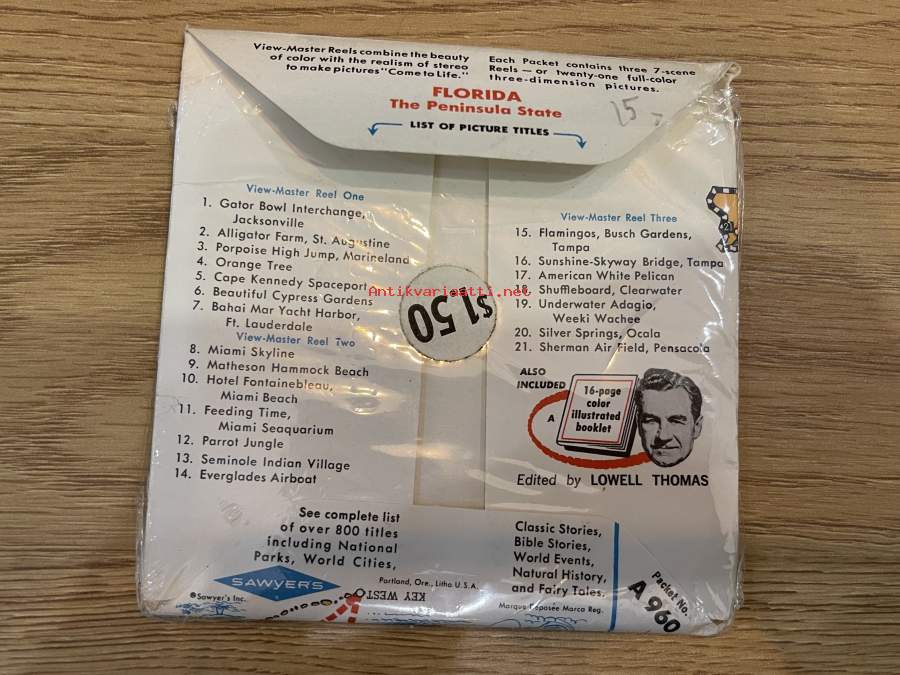 View-Master Reels combine the beauty
of color with the realism of stereo
to make pictures "Come to Life."
Each Packet contains three 7-scene
Reels — or twenty-one full-color
three-dimension pictures.
FLORIDA
The Peninsula State
15
LIST OF PICTURE TITLES
View-Master Reel One
1. Gator Bowl Interchange,
Jacksonville
2. Alligator Farm, St. Augustine
3. Porpoise High Jump, Marineland
4. Orange Tree
5. Cape Kennedy Spaceport
6. Beautiful Cypress Gardens
7. Bahai Mar Yacht Harbor,
Ft. Lauderdale
View-Master Reel Two
8. Miami Skyline
9. Matheson Hammock Beach
10. Hotel Fontainebleau,
Miami Beach
11. Feeding Time,
Miami Seaquarium
12. Parrot Jungle
13. Seminole Indian Village
14. Everglades Airboat
Antikvariaatti.net
$1.50
View-Master Reel Three
15. Flamingos, Busch Gardens,
Tampa
16. Sunshine-Skyway Bridge, Tampa
17. American White Pelican
18. Shuffleboard, Clearwater
19. Underwater Adagio,
Weeki Wachee
20. Silver Springs, Ocala
21. Sherman Air Field, Pensacola
21
ALSO
INCLUDED
A
16-page
color
illustrated
booklet
Edited by LOWELL THOMAS
See complete list
of over 800 titles
including National
Parks, World Cities,
Classic Stories,
Bible Stories,
World Events,
Natural History,
and Fairy Tales.
SAWYER'S
®Sawyer's Inc.
Portland, Ore., Litho U.S.A.
KEY WEST
Marque Deposee Marca Reg.
Packet No.
A 960